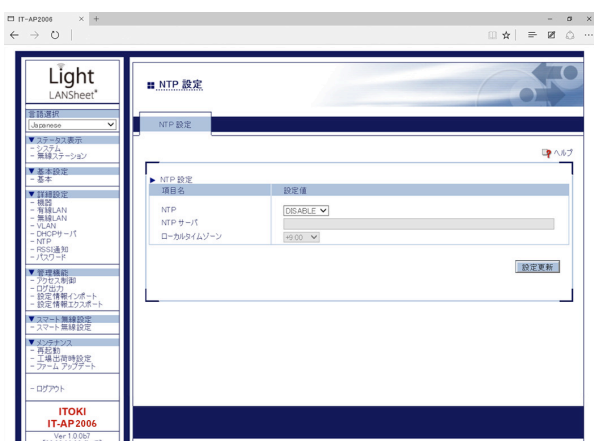 IT-AP2006
Light
LANSheet
言語選択
Japanese
▼ステータス表示
- システム
- 無線ステーション
▼基本設定
- 基本
▼詳細設定
- 機器
- 有線LAN
- 無線LAN
- VLAN
- DHCPサーバ
- NTP
- RSSI通知
- パスワード
▼管理機能
- アクセス制御
- ログ出力
- 設定情報インポート
- 設定情報エクスポート
▼スマート無線設定
- スマート無線設定
▼メンテナンス
- 再起動
- 工場出荷時設定
- ファーム アップデート
- ログアウト
ITOKI
IT-AP2006
Ver 1.0.0b7
NTP 設定
NTP 設定
ヘルプ
NTP 設定
項目名 設定値
NTP DISABLE
NTP サーバ
ローカルタイムゾーン +9:00
設定更新